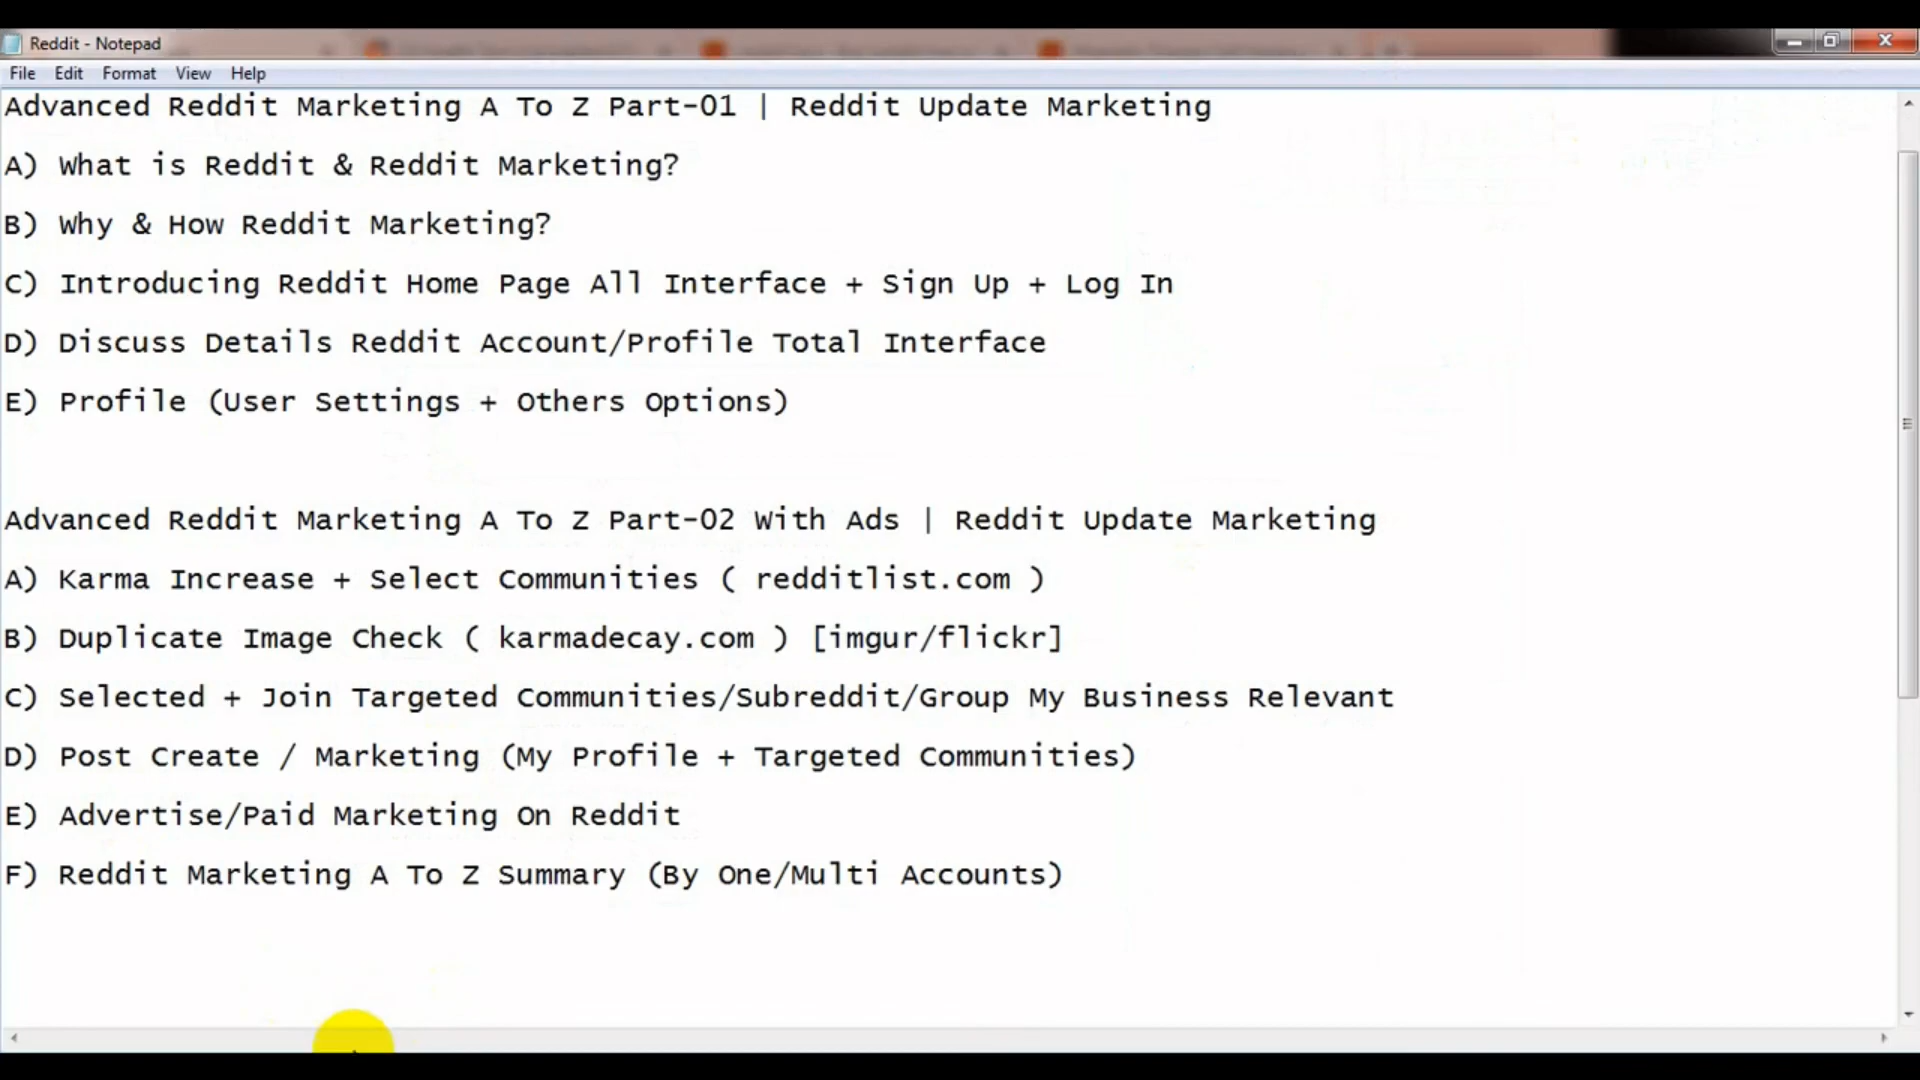 Reddit - Notepad
File Edit Format View Help
Advanced Reddit Marketing A To Z Part-01 | Reddit Update Marketing
A) What is Reddit & Reddit Marketing?
B) Why & How Reddit Marketing?
C) Introducing Reddit Home Page All Interface + Sign Up + Log In
D) Discuss Details Reddit Account/Profile Total Interface
E) Profile (User Settings + Others Options)
Advanced Reddit Marketing A To Z Part-02 With Ads | Reddit Update Marketing
A) Karma Increase + Select Communities ( redditlist.com )
B) Duplicate Image Check ( karmadecay.com ) [imgur/flickr]
C) Selected + Join Targeted Communities/Subreddit/Group My Business Relevant
D) Post Create / Marketing (My Profile + Targeted Communities)
E) Advertise/Paid Marketing On Reddit
F) Reddit Marketing A To Z Summary (By One/Multi Accounts)